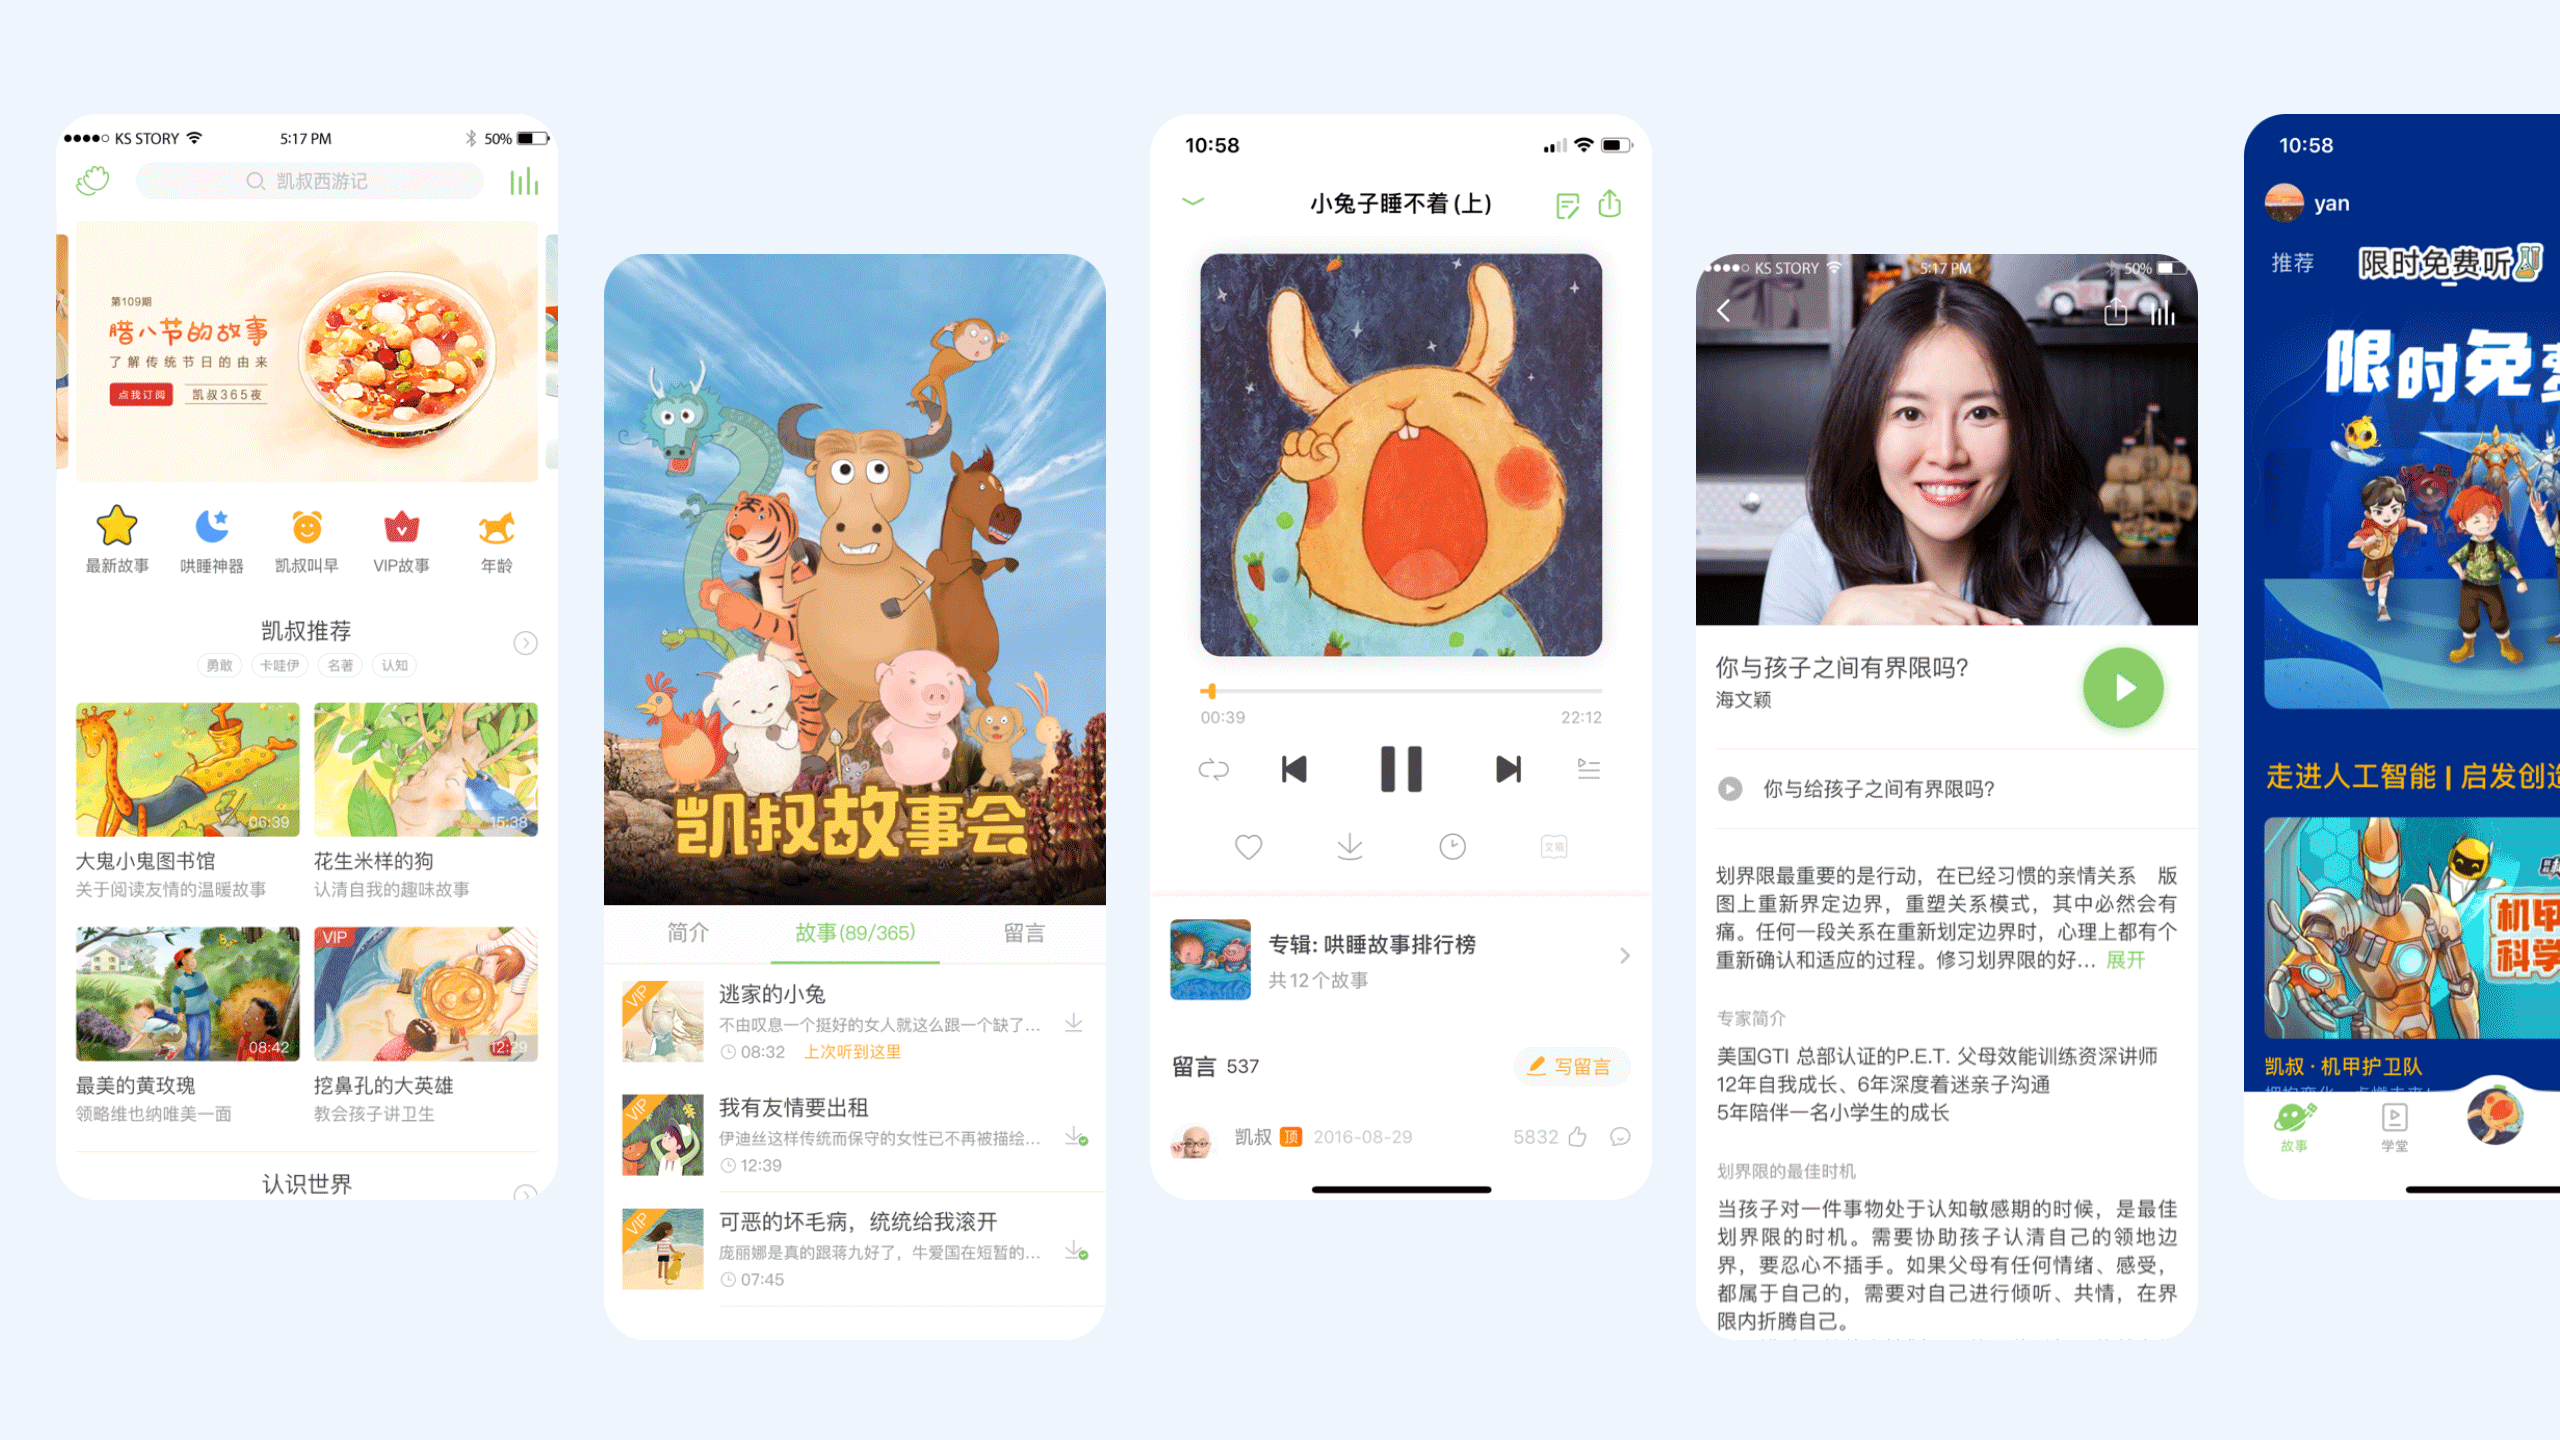 KS STORY
5:17 PM
50%
凯叔西游记
第109期
腊八节的故事
了解传统节日的由来
点我订阅
凯叔365夜
最新故事
哄睡神器
凯叔叫早
VIP故事
年龄
凯叔推荐
勇敢
卡哇伊
名著
认知
06:39
15:38
大鬼小鬼图书馆
花生米样的狗
关于阅读友情的温暖故事
认清自我的趣味故事
VIP
08:42
12:29
最美的黄玫瑰
挖鼻孔的大英雄
领略维也纳唯美一面
教会孩子讲卫生
认识世界
凯叔故事会
简介
故事(89/365)
留言
VIP
逃家的小兔
不由叹息一个挺好的女人就这么跟一个缺了...
08:32
上次听到这里
VIP
我有友情要出租
伊迪丝这样传统而保守的女性已不再被描绘...
12:39
VIP
可恶的坏毛病，统统给我滚开
庞丽娜是真的跟蒋九好了，牛爱国在短暂的...
07:45
10:58
小兔子睡不着(上)
00:39
22:12
文稿
专辑: 哄睡故事排行榜
共12个故事
留言 537
写留言
凯叔
顶
2016-08-29
5832
KS STORY
5:17 PM
50%
你与孩子之间有界限吗?
海文颖
你与给孩子之间有界限吗?
划界限最重要的是行动，在已经习惯的亲情关系 版
图上重新界定边界，重塑关系模式，其中必然会有
痛。任何一段关系在重新划定边界时，心理上都有个
重新确认和适应的过程。修习划界限的好... 展开
专家简介
美国GTI 总部认证的P.E.T. 父母效能训练资深讲师
12年自我成长、6年深度着迷亲子沟通
5年陪伴一名小学生的成长
划界限的最佳时机
当孩子对一件事物处于认知敏感期的时候，是最佳
划界限的时机。需要协助孩子认清自己的领地边
界，要忍心不插手。如果父母有任何情绪、感受，
都属于自己的，需要对自己进行倾听、共情，在界
限内折腾自己。
10:58
yan
推荐
限时免费听
限时免
走进人工智能 | 启发创造
机甲
科学
凯叔·机甲护卫队
故事
学堂